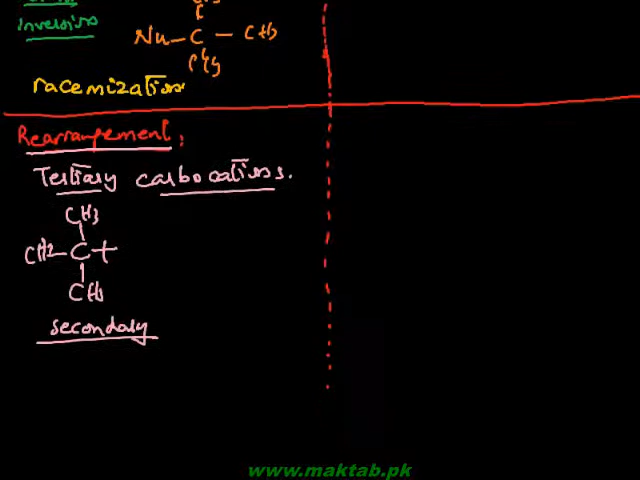 inversion
Nu-C-CH3
CH3
racemization
Rearrangement:
Tertiary carbocations.
CH3
CH2-C+
CH3
secondary
www.maktab.pk